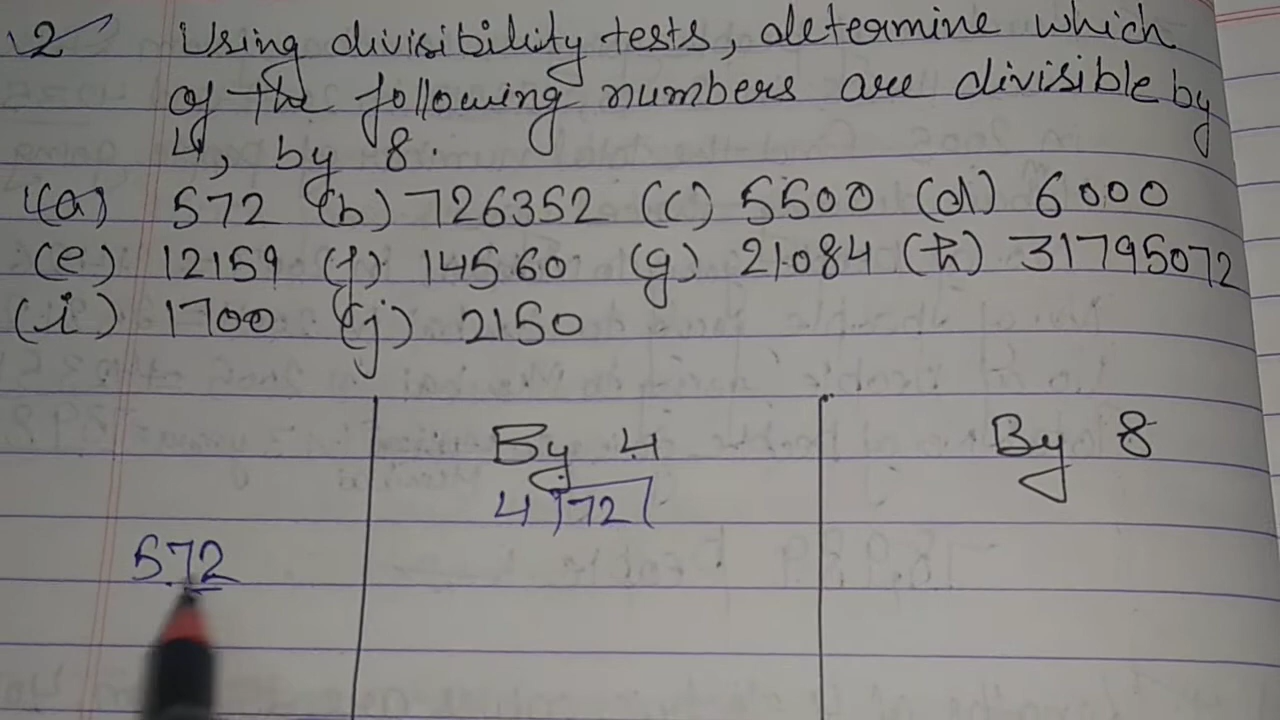 2 Using divisibility tests, determine which
of the following numbers are divisible by
4, by 8.
(a) 572 (b) 726352 (c) 5500 (d) 6000
(e) 12159 (f) 14560 (g) 21084 (h) 31795072
(i) 1700 (j) 2150
By 4 By 8
4)72(
572